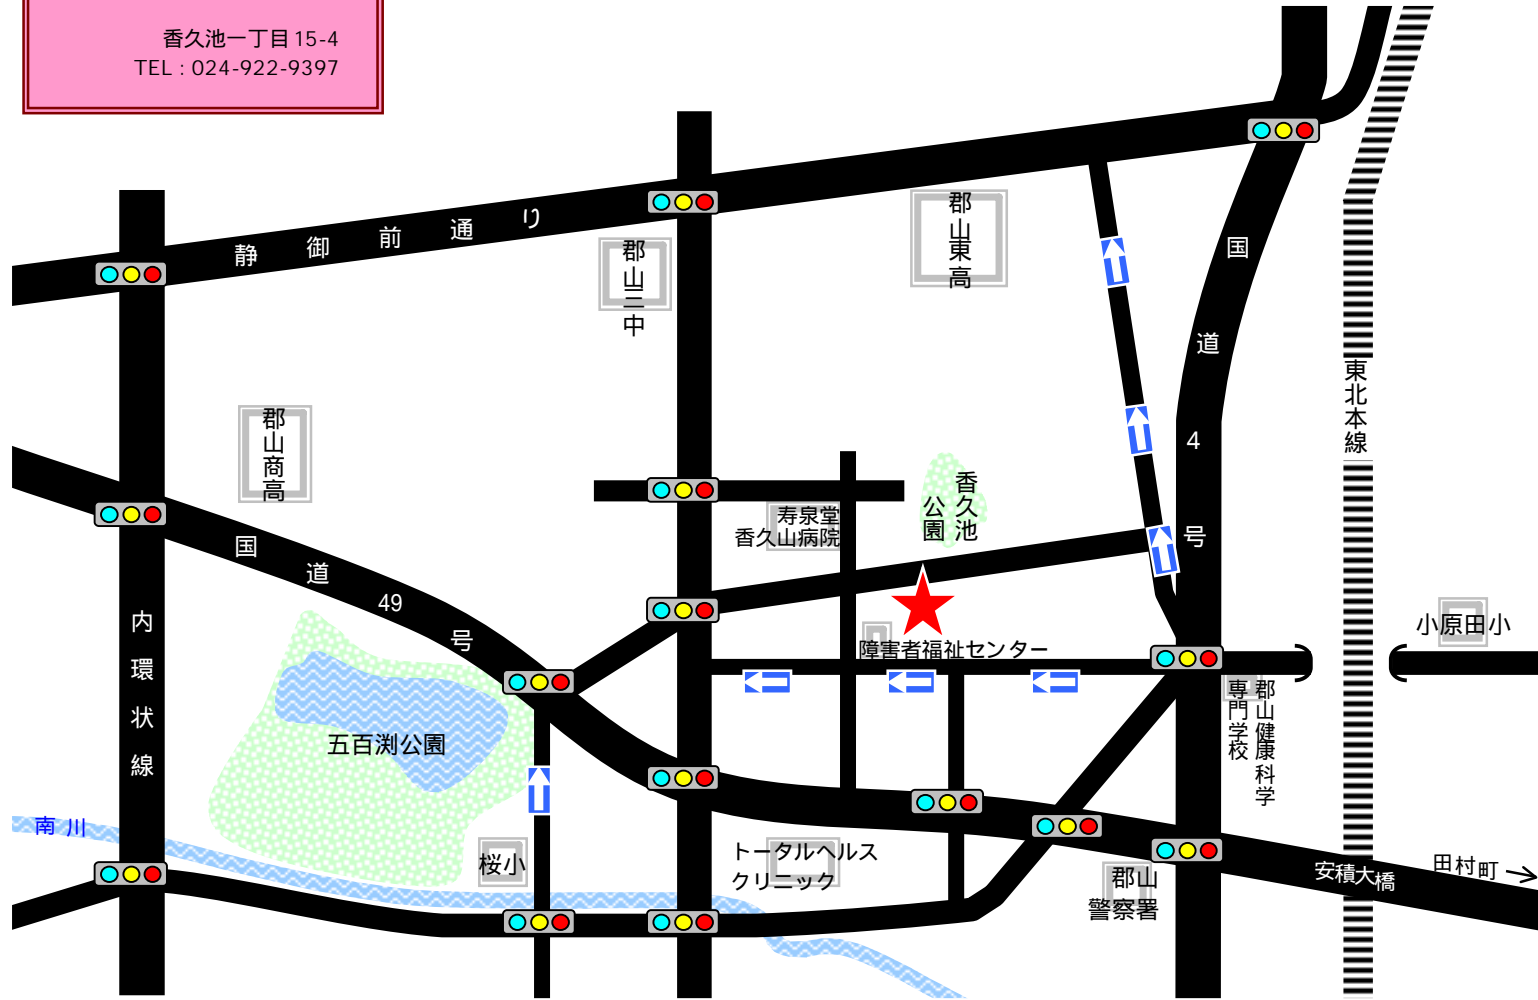 香久池一丁目15-4
TEL : 024-922-9397
静御前通り
郡山三中
郡山東高
国道4号
東北本線
郡山商高
国道49号
香久池
公園
寿泉堂
香久山病院
内環状線
障害者福祉センター
小原田小
郡山健康科学
専門学校
五百渕公園
南川
桜小
トータルヘルス
クリニック
郡山
警察署
安積大橋
田村町